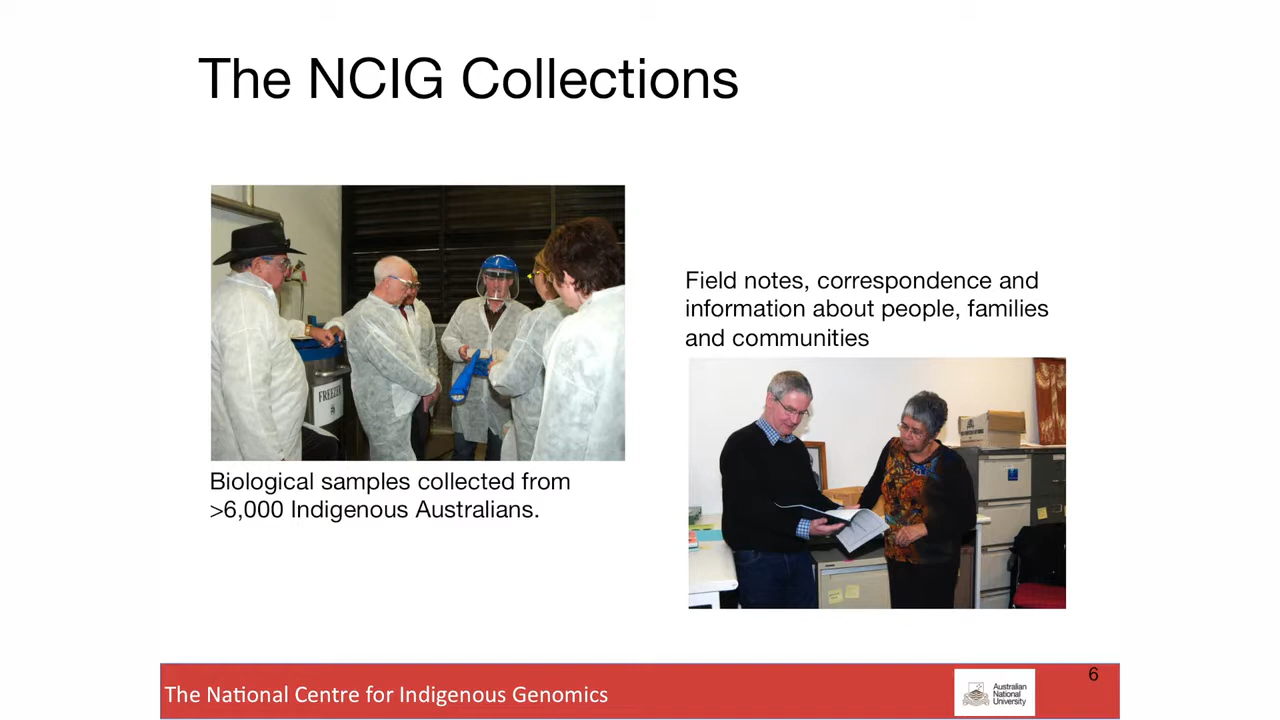 The NCIG Collections
FREEZER
Biological samples collected from
>6,000 Indigenous Australians.
Field notes, correspondence and
information about people, families
and communities
The National Centre for Indigenous Genomics
Australian
National
University
6